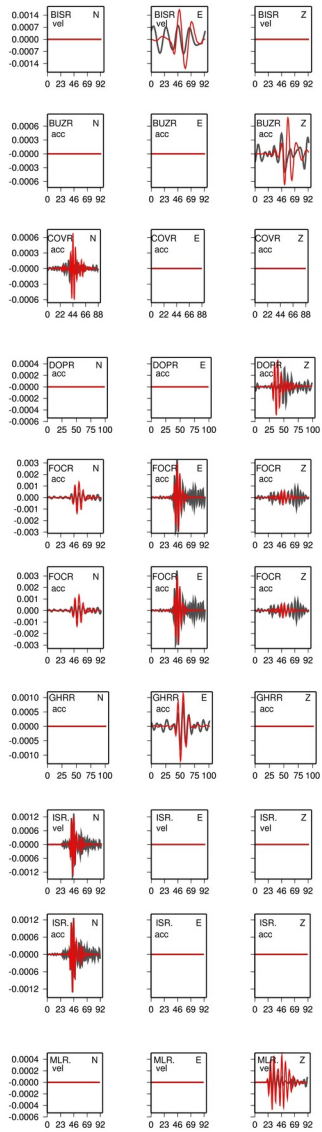 0.0014
0.0007
0.0000
-0.0007
-0.0014
BISR N
vel
BISR E
vel
BISR Z
vel
0 23 46 69 92
0 23 46 69 92
0 23 46 69 92
0.0006
0.0003
-0.0000
-0.0003
-0.0006
BUZR N
acc
BUZR E
acc
BUZR Z
acc
0 23 46 69 92
0 23 46 69 92
0 23 46 69 92
0.0006
0.0003
-0.0000
-0.0003
-0.0006
COVR N
acc
COVR E
acc
COVR Z
acc
0 22 44 66 88
0 22 44 66 88
0 22 44 66 88
0.0004
0.0002
-0.0000
-0.0002
-0.0004
-0.0006
DOPR N
acc
DOPR E
acc
DOPR Z
acc
0 25 50 75 100
0 25 50 75 100
0 25 50 75 100
0.003
0.002
0.001
0.000
-0.001
-0.002
-0.003
FOCR N
acc
FOCR E
acc
FOCR Z
acc
0 23 46 69 92
0 23 46 69 92
0 23 46 69 92
0.003
0.002
0.001
0.000
-0.001
-0.002
-0.003
FOCR N
acc
FOCR E
acc
FOCR Z
acc
0 23 46 69 92
0 23 46 69 92
0 23 46 69 92
0.0010
0.0005
0.0000
-0.0005
-0.0010
GHRR N
acc
GHRR E
acc
GHRR Z
acc
0 25 50 75 100
0 25 50 75 100
0 25 50 75 100
0.0012
0.0006
-0.0000
-0.0006
-0.0012
ISR. N
vel
ISR. E
vel
ISR. Z
vel
0 23 46 69 92
0 23 46 69 92
0 23 46 69 92
0.0012
0.0006
-0.0000
-0.0006
-0.0012
ISR. N
acc
ISR. E
acc
ISR. Z
acc
0 23 46 69 92
0 23 46 69 92
0 23 46 69 92
0.0004
0.0002
-0.0000
-0.0002
-0.0004
-0.0006
MLR. N
vel
MLR. E
vel
MLR. Z
vel
0 23 46 69 92
0 23 46 69 92
0 23 46 69 92